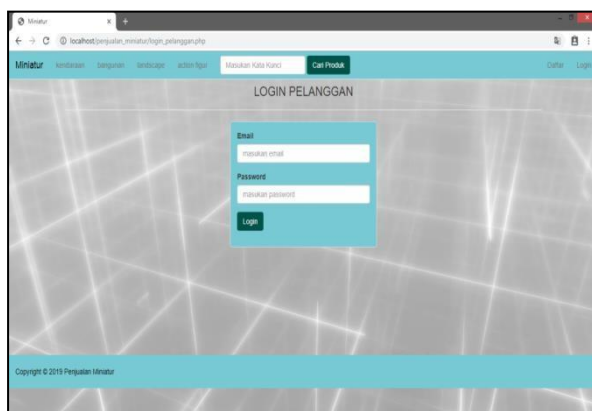 Miniatur
localhost/penjualan_miniatur/login_pelanggan.php
Miniatur kendaraan bangunan landscape action figur Masukan Kata Kunci Cari Produk Daftar Login
LOGIN PELANGGAN
Email
masukan email
Password
masukan password
Login
Copyright © 2019 Penjualan Miniatur